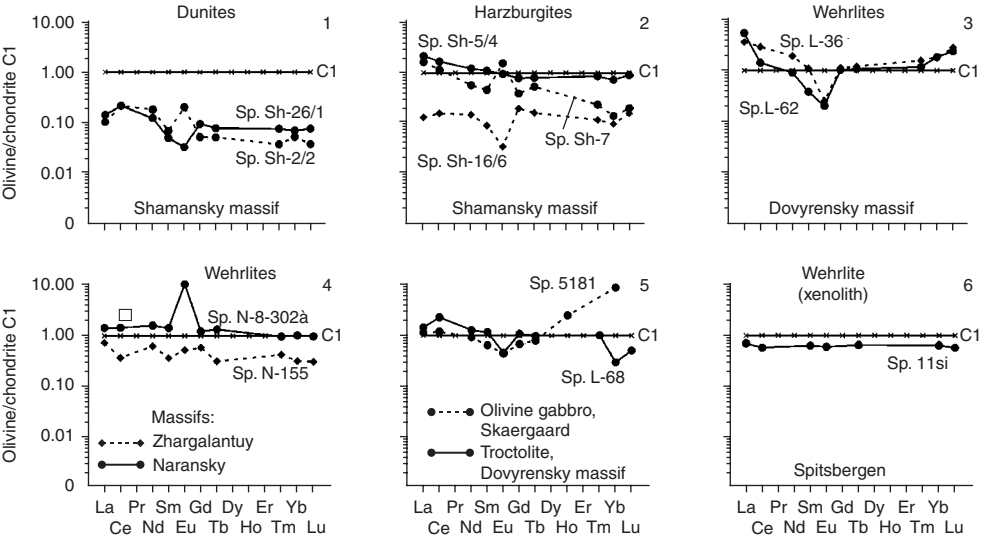 Dunites
1
Olivine/chondrite C1
10.00
1.00
0.10
0.01
0
C1
Sp. Sh-26/1
Sp. Sh-2/2
Shamansky massif
Harzburgites
2
Sp. Sh-5/4
C1
Sp. Sh-7
Sp. Sh-16/6
Shamansky massif
Wehrlites
3
Sp. L-36
C1
Sp.L-62
Dovyrensky massif
Wehrlites
4
Olivine/chondrite C1
10.00
1.00
0.10
0.01
0
Sp. N-8-302à
C1
Sp. N-155
Massifs:
Zhargalantuy
Naransky
La Pr Sm Gd Dy Er Yb
Ce Nd Eu Tb Ho Tm Lu
5
Sp. 5181
C1
Sp. L-68
Olivine gabbro,
Skaergaard
Troctolite,
Dovyrensky massif
La Pr Sm Gd Dy Er Yb
Ce Nd Eu Tb Ho Tm Lu
Wehrlite
(xenolith)
6
C1
Sp. 11si
Spitsbergen
La Pr Sm Gd Dy Er Yb
Ce Nd Eu Tb Ho Tm Lu